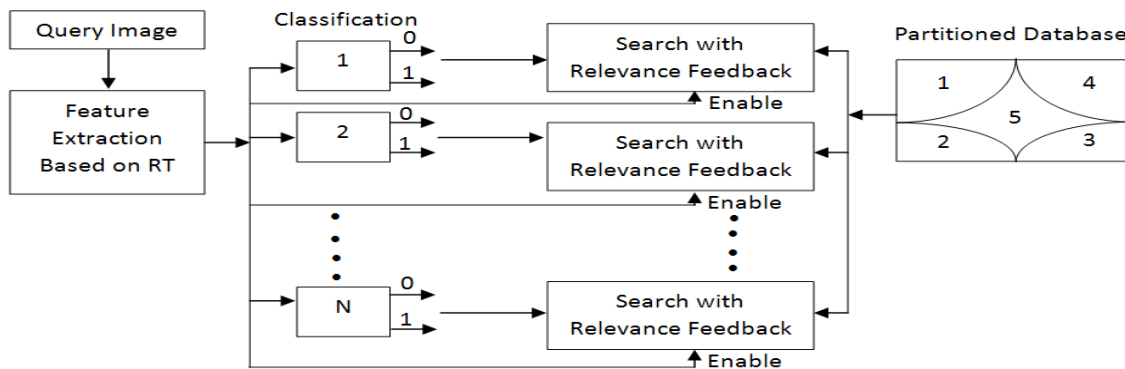 Query Image
Feature
Extraction
Based on RT
Classification
1
0
1
Search with
Relevance Feedback
Enable
2
0
1
Search with
Relevance Feedback
Enable
N
0
1
Search with
Relevance Feedback
Enable
Partitioned Database
1
4
5
2
3